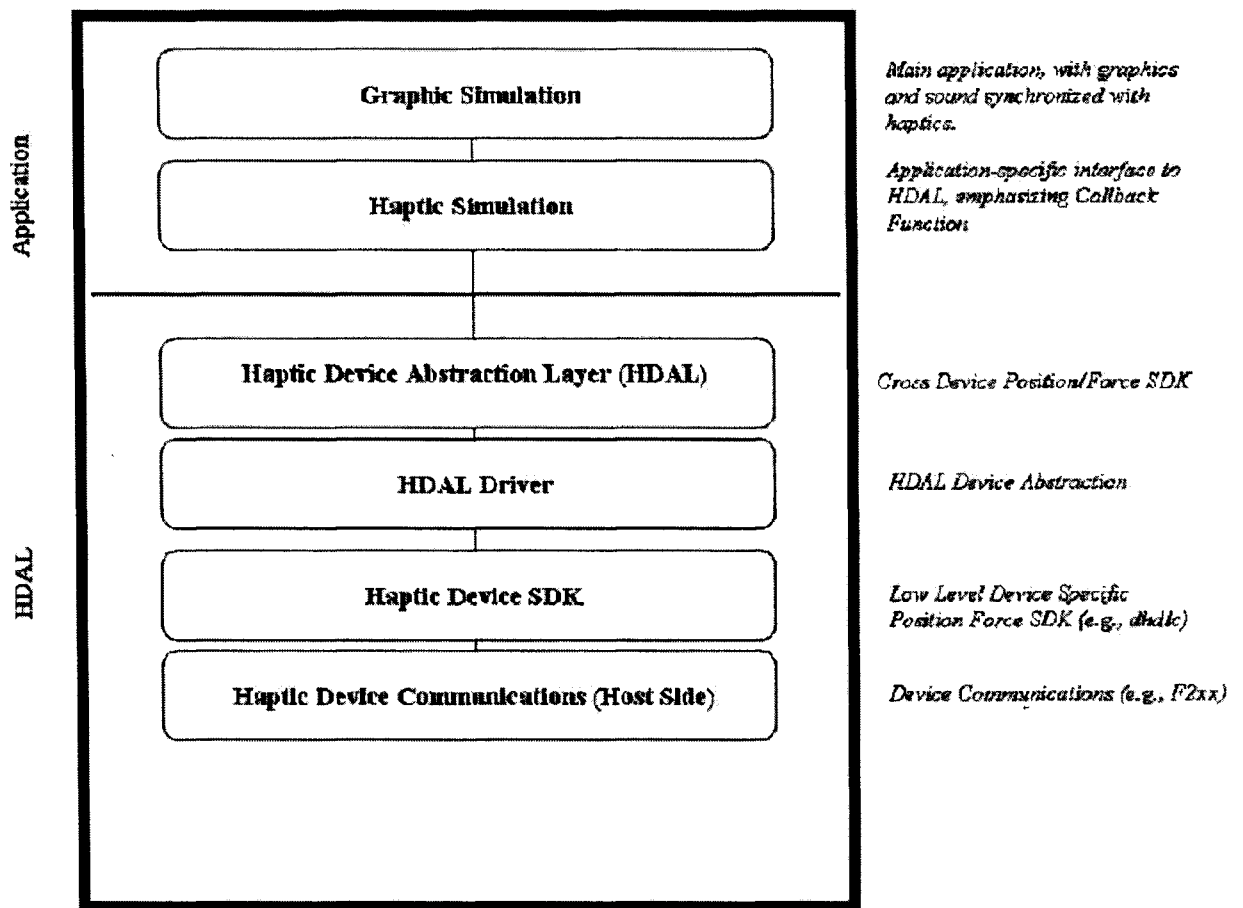 Application
Graphic Simulation
Main application, with graphics
and sound synchronized with
haptics.
Haptic Simulation
Application-specific interface to
HDAL, emphasizing Callback
Function
HDAL
Haptic Device Abstraction Layer (HDAL)
Cross Device Position/Force SDK
HDAL Driver
HDAL Device Abstraction
Haptic Device SDK
Low Level Device Specific
Position Force SDK (e.g., dhdlc)
Haptic Device Communications (Host Side)
Device Communications (e.g., F2xx)